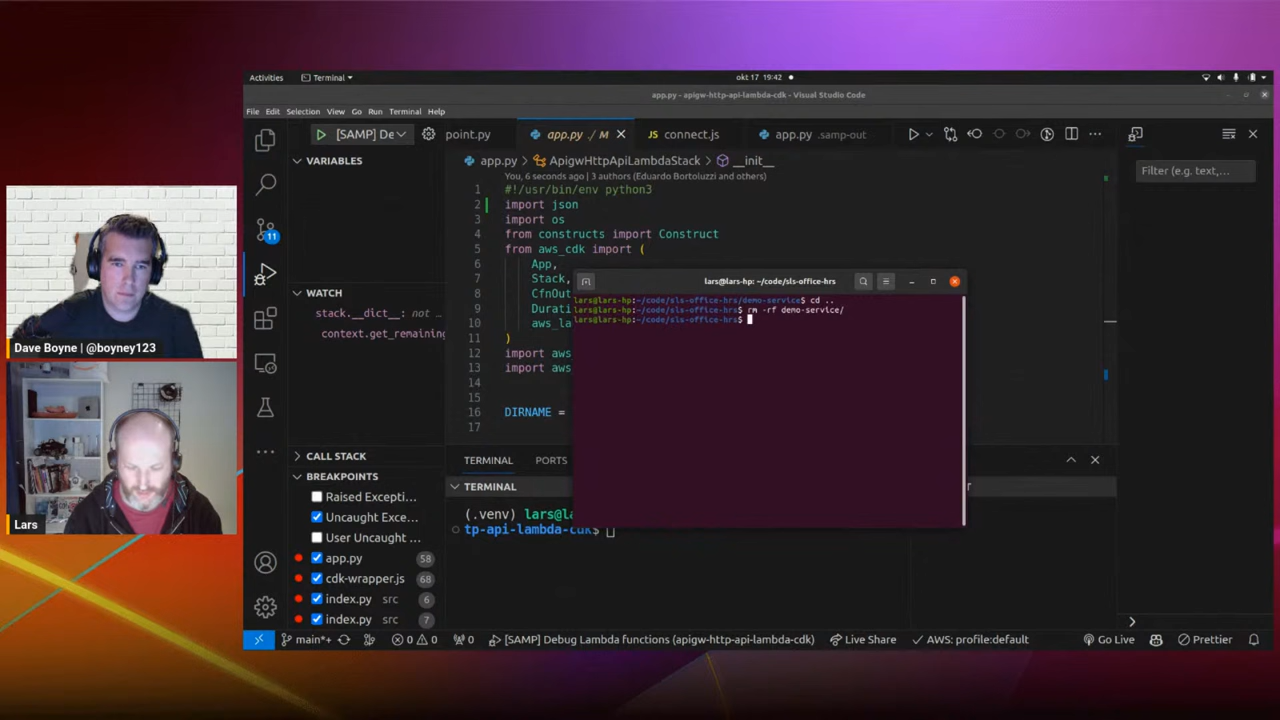 Activities
Terminal
okt 17 19:42
app.py - apigw-http-api-lambda-cdk - Visual Studio Code
File Edit Selection View Go Run Terminal Help
[SAMP] De
point.py
app.py ./ M
connect.js
app.py .samp-out
VARIABLES
WATCH
stack.__dict__: not
context.get_remaining
CALL STACK
BREAKPOINTS
Raised Excepti...
Uncaught Exce...
User Uncaught ...
app.py 58
cdk-wrapper.js 68
index.py src 6
index.py src 7
11
app.py > ApigwHttpApiLambdaStack > __init__
You, 6 seconds ago | 3 authors (Eduardo Bortoluzzi and others)
1 #!/usr/bin/env python3
2 import json
3 import os
4 from constructs import Construct
5 from aws_cdk import (
6 App,
7 Stack,
8 CfnOut
9 Durati
10 aws_la
11 )
12 import aws
13 import aws
14
15
16 DIRNAME =
17
Filter (e.g. text,...
lars@lars-hp: ~/code/sls-office-hrs
lars@lars-hp:~/code/sls-office-hrs/demo-service$ cd ..
lars@lars-hp:~/code/sls-office-hrs$ rm -rf demo-service/
lars@lars-hp:~/code/sls-office-hrs$
TERMINAL PORTS
TERMINAL
(.venv) lars@la
tp-api-lambda-cdk$
main*+ 0 0 0 [SAMP] Debug Lambda functions (apigw-http-api-lambda-cdk) Live Share AWS: profile:default Go Live Prettier
Dave Boyne | @boyney123
Lars